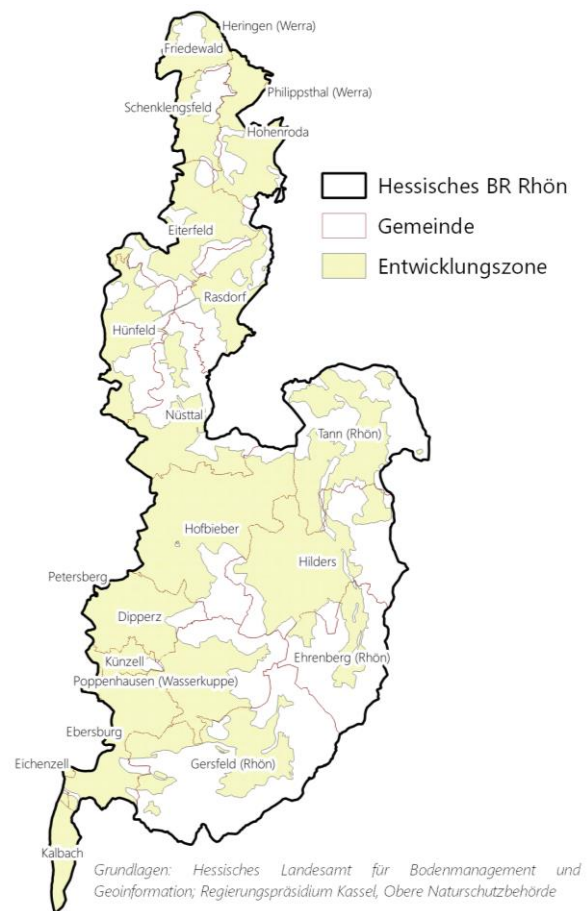 Heringen (Werra)
Friedewald
Philippsthal (Werra)
Schenklengsfeld
Hohenroda
Hessisches BR Rhön
Gemeinde
Entwicklungszone
Eiterfeld
Rasdorf
Hünfeld
Nüsttal
Tann (Rhön)
Hofbieber
Hilders
Petersberg
Dipperz
Künzell
Ehrenberg (Rhön)
Poppenhausen (Wasserkuppe)
Ebersburg
Eichenzell
Gersfeld (Rhön)
Kalbach
Grundlagen: Hessisches Landesamt für Bodenmanagement und
Geoinformation; Regierungspräsidium Kassel, Obere Naturschutzbehörde